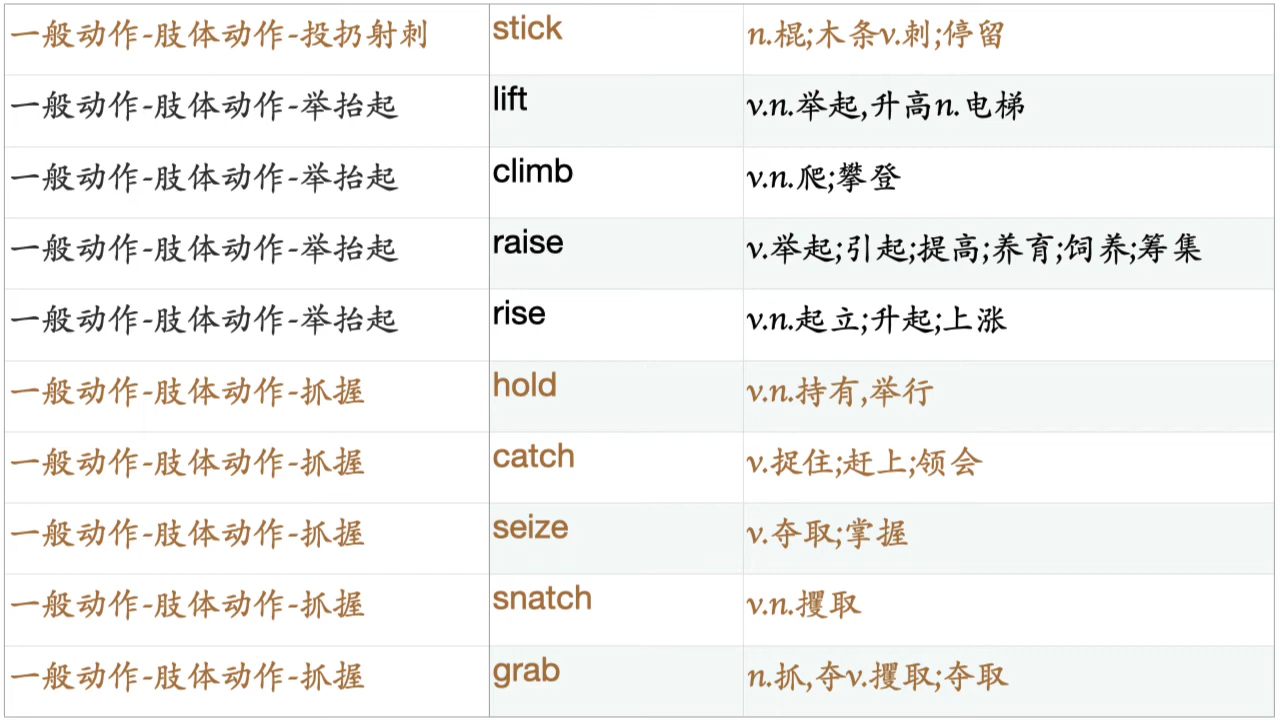 一般动作-肢体动作-投扔射刺 stick n.棍;木条v.刺;停留
一般动作-肢体动作-举抬起 lift v.n.举起,升高n.电梯
一般动作-肢体动作-举抬起 climb v.n.爬;攀登
一般动作-肢体动作-举抬起 raise v.举起;引起;提高;养育;饲养;筹集
一般动作-肢体动作-举抬起 rise v.n.起立;升起;上涨
一般动作-肢体动作-抓握 hold v.n.持有,举行
一般动作-肢体动作-抓握 catch v.捉住;赶上;领会
一般动作-肢体动作-抓握 seize v.夺取;掌握
一般动作-肢体动作-抓握 snatch v.n.攫取
一般动作-肢体动作-抓握 grab n.抓,夺v.攫取;夺取